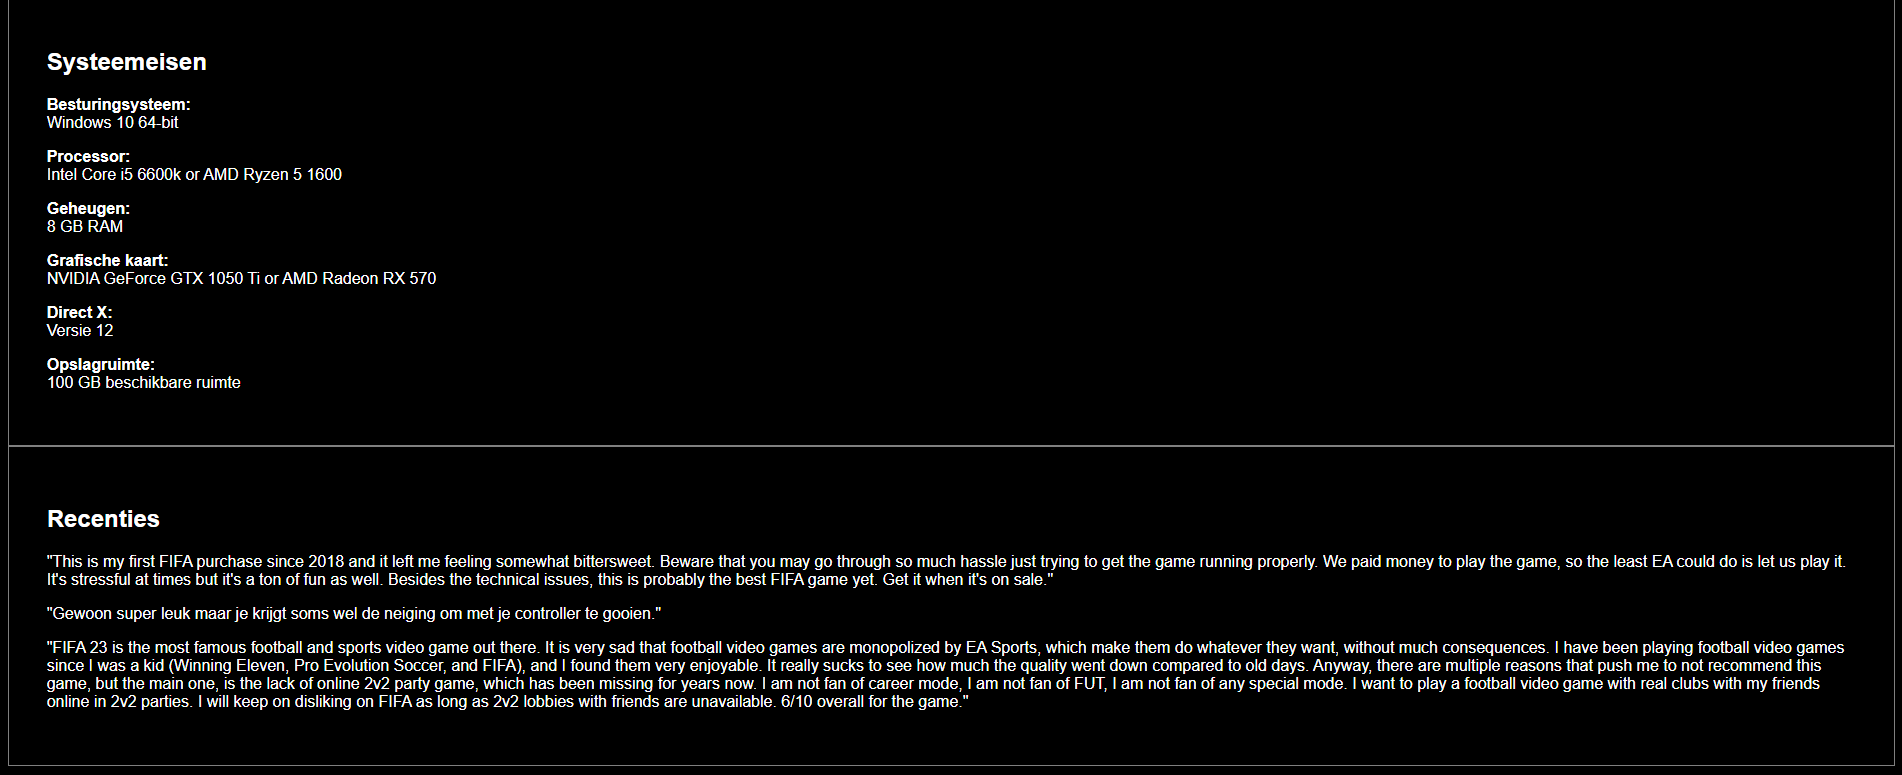 Systeemeisen
Besturingsysteem:
Windows 10 64-bit
Processor:
Intel Core i5 6600k or AMD Ryzen 5 1600
Geheugen:
8 GB RAM
Grafische kaart:
NVIDIA GeForce GTX 1050 Ti or AMD Radeon RX 570
Direct X:
Versie 12
Opslagruimte:
100 GB beschikbare ruimte
Recenties
"This is my first FIFA purchase since 2018 and it left me feeling somewhat bittersweet. Beware that you may go through so much hassle just trying to get the game running properly. We paid money to play the game, so the least EA could do is let us play it.
It's stressful at times but it's a ton of fun as well. Besides the technical issues, this is probably the best FIFA game yet. Get it when it's on sale."
"Gewoon super leuk maar je krijgt soms wel de neiging om met je controller te gooien."
"FIFA 23 is the most famous football and sports video game out there. It is very sad that football video games are monopolized by EA Sports, which make them do whatever they want, without much consequences. I have been playing football video games
since I was a kid (Winning Eleven, Pro Evolution Soccer, and FIFA), and I found them very enjoyable. It really sucks to see how much the quality went down compared to old days. Anyway, there are multiple reasons that push me to not recommend this
game, but the main one, is the lack of online 2v2 party game, which has been missing for years now. I am not fan of career mode, I am not fan of FUT, I am not fan of any special mode. I want to play a football video game with real clubs with my friends
online in 2v2 parties. I will keep on disliking on FIFA as long as 2v2 lobbies with friends are unavailable. 6/10 overall for the game."